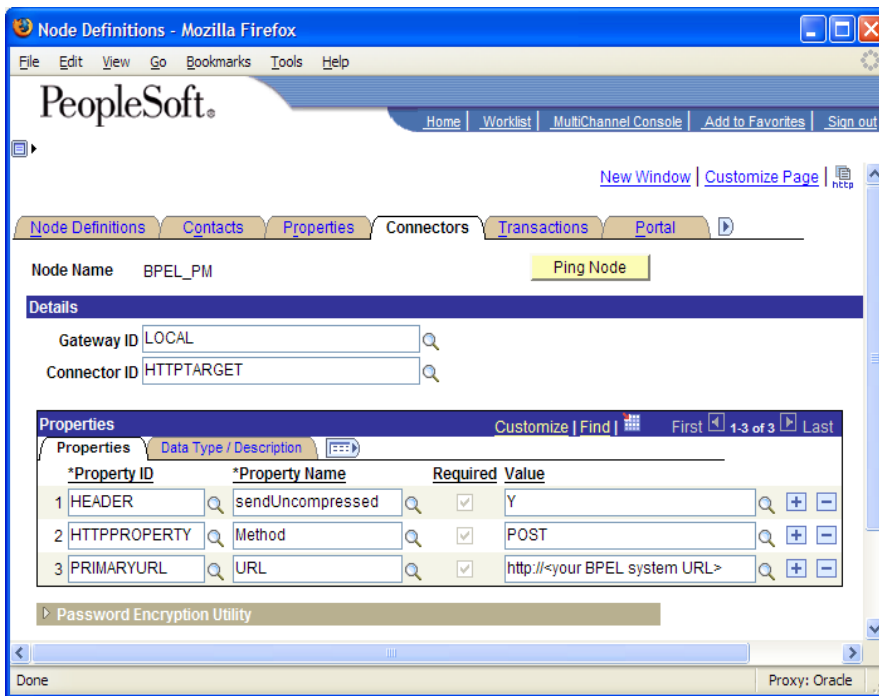 Node Definitions - Mozilla Firefox
File Edit View Go Bookmarks Tools Help
PeopleSoft®
Home | Worklist | MultiChannel Console | Add to Favorites | Sign out
New Window | Customize Page | http
Node Definitions Contacts Properties Connectors Transactions Portal
Node Name BPEL_PM Ping Node
Details
Gateway ID LOCAL
Connector ID HTTPTARGET
Properties Customize | Find | First 1-3 of 3 Last
Properties Data Type / Description
*Property ID *Property Name Required Value
1 HEADER sendUncompressed Y
2 HTTPPROPERTY Method POST
3 PRIMARYURL URL http://<your BPEL system URL>
Password Encryption Utility
Done Proxy: Oracle